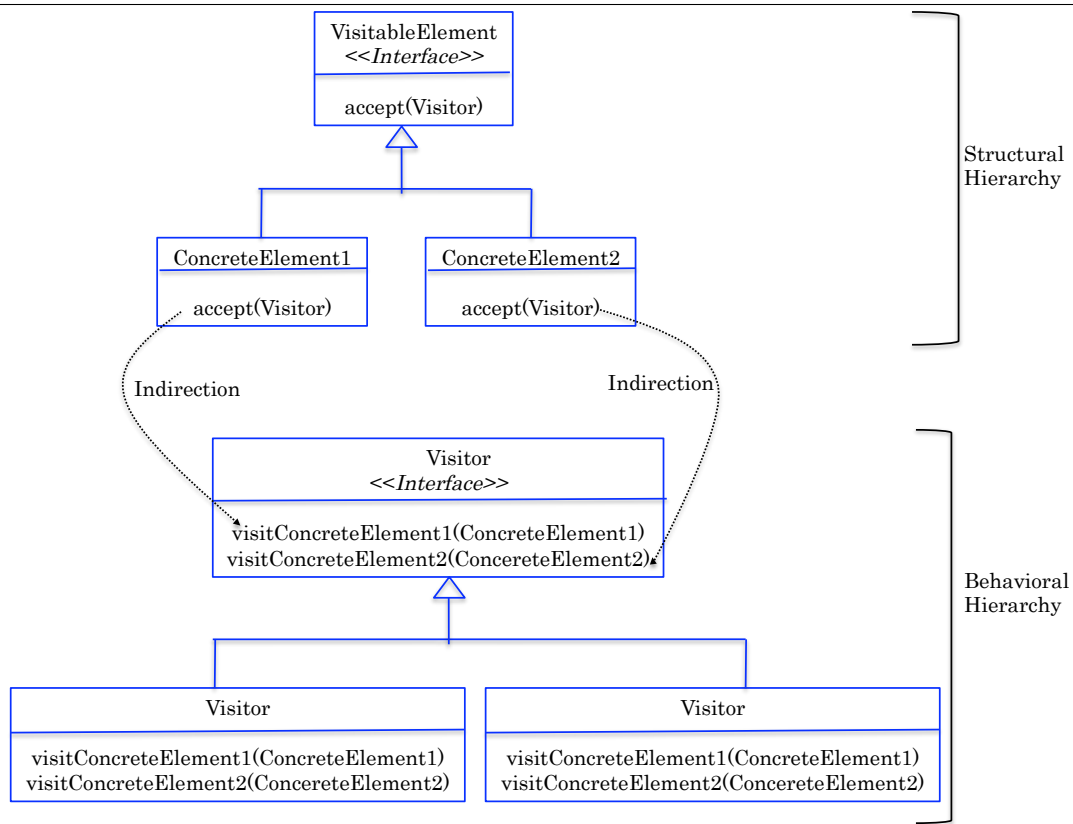 VisitableElement
<<Interface>>
accept(Visitor)
Structural
Hierarchy
ConcreteElement1
accept(Visitor)
ConcreteElement2
accept(Visitor)
Indirection
Indirection
Visitor
<<Interface>>
visitConcreteElement1(ConcreteElement1)
visitConcreteElement2(ConcereteElement2)
Behavioral
Hierarchy
Visitor
visitConcreteElement1(ConcreteElement1)
visitConcreteElement2(ConcereteElement2)
Visitor
visitConcreteElement1(ConcreteElement1)
visitConcreteElement2(ConcereteElement2)